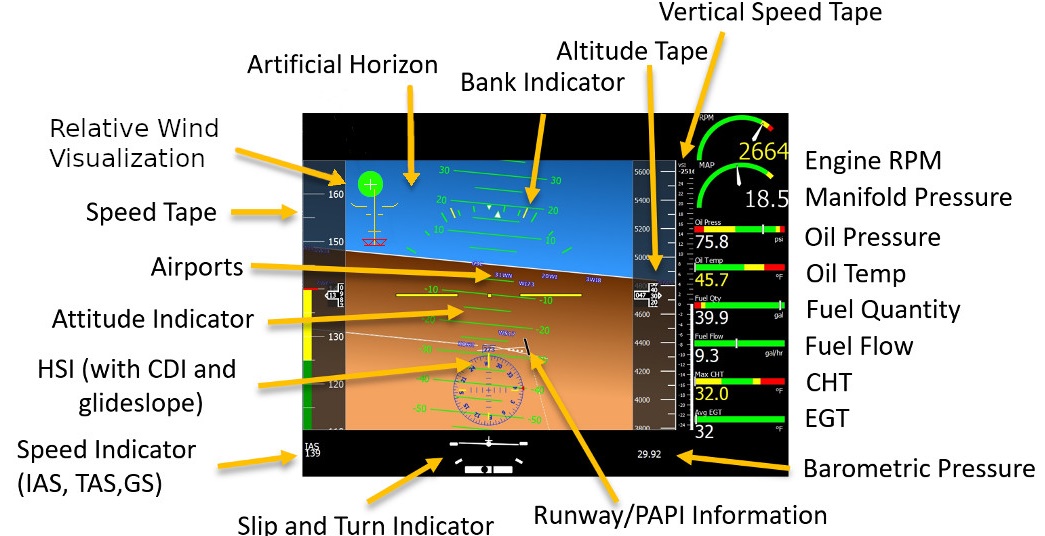 Vertical Speed Tape
Altitude Tape
Artificial Horizon
Bank Indicator
Relative Wind
Visualization
Speed Tape
Airports
Attitude Indicator
HSI (with CDI and
glideslope)
Speed Indicator
(IAS, TAS,GS)
Slip and Turn Indicator
Runway/PAPI Information
Barometric Pressure
Engine RPM
Manifold Pressure
Oil Pressure
Oil Temp
Fuel Quantity
Fuel Flow
CHT
EGT
160
150
130
120
IAS
139
30 30
20 20
10 10
-10 -10
-20
-50 -50
5600
5400
5200
5000
4600
4400
4200
4000
3800
29.92
RPM
2664
MAP
18.5
Oil Press
75.8 psi
Oil Temp
45.7 °F
Fuel Qty
39.9 gal
Fuel Flow
9.3 gal/hr
Max CHT
32.0 °F
Avg EGT
32 °F